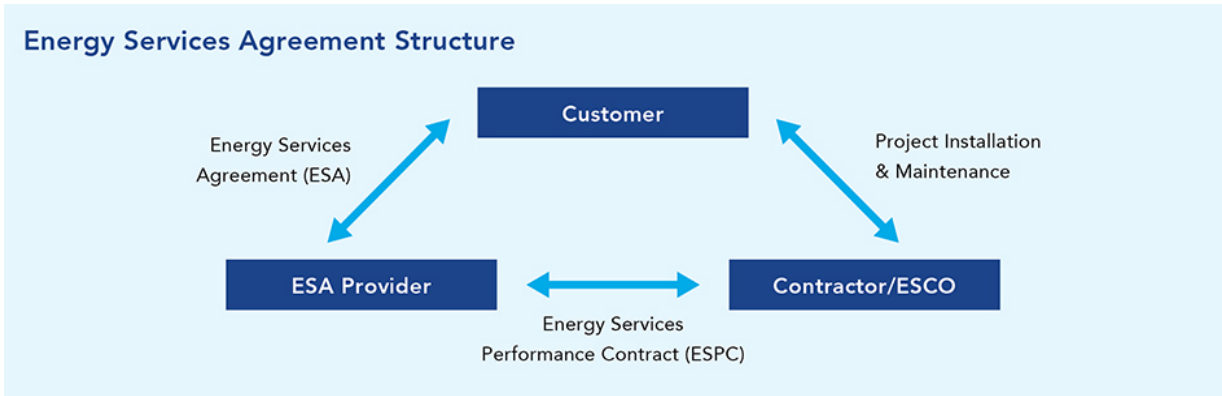 Energy Services Agreement Structure
Customer
Energy Services
Agreement (ESA)
Project Installation
& Maintenance
ESA Provider
Contractor/ESCO
Energy Services
Performance Contract (ESPC)